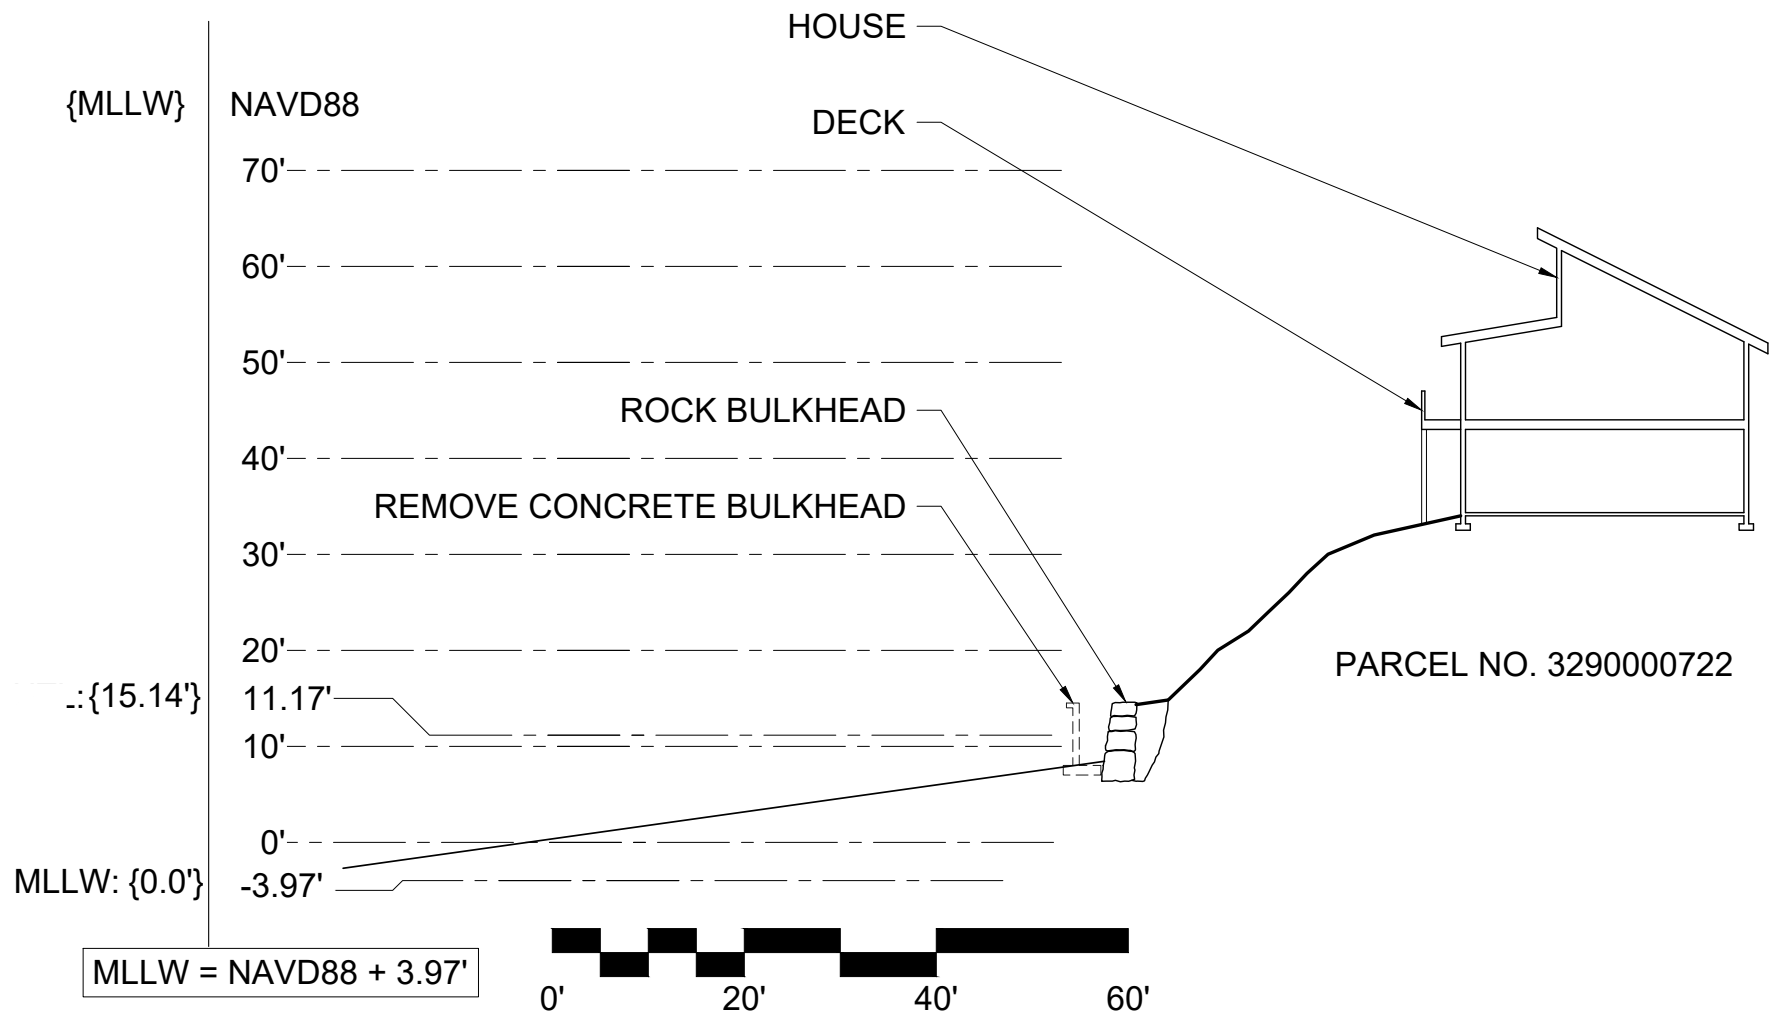 HOUSE
{MLLW} NAVD88
DECK
70'
60'
50'
ROCK BULKHEAD
40'
REMOVE CONCRETE BULKHEAD
30'
20'
PARCEL NO. 3290000722
:{15.14'} 11.17'
10'
0'
MLLW: {0.0'} -3.97'
MLLW = NAVD88 + 3.97'
0' 20' 40' 60'